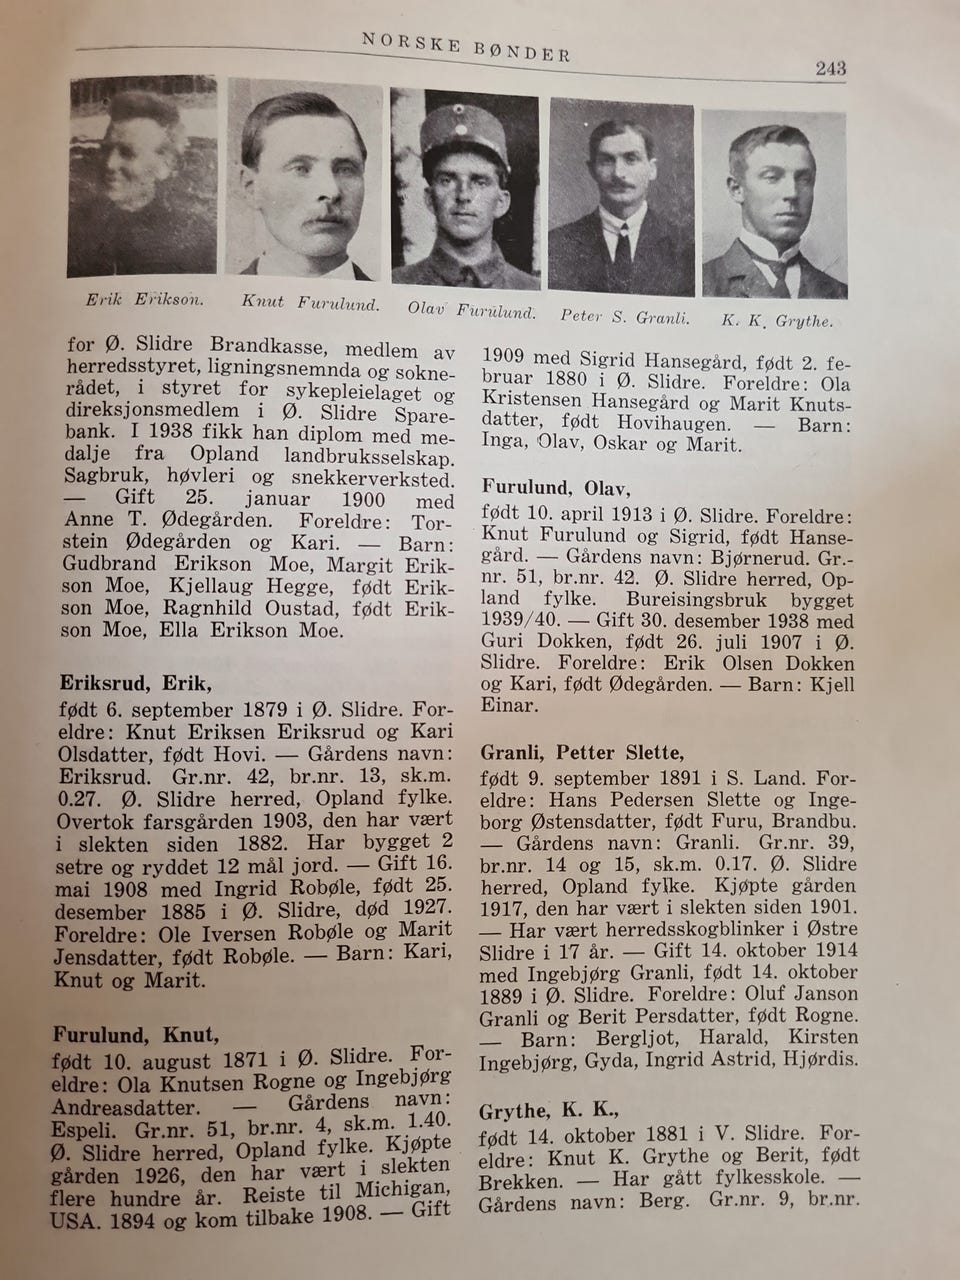 NORSKE BØNDER
243
Erik Erikson.
Knut Furulund.
Olav Furulund.
Peter S. Granli.
K. K. Grythe.
for Ø. Slidre Brandkasse, medlem av
herredsstyret, ligningsnemnda og sokne-
rådet, i styret for sykepleielaget og
direksjonsmedlem i Ø. Slidre Spare-
bank. I 1938 fikk han diplom med me-
dalje fra Opland landbruksselskap.
Sagbruk, høvleri og snekkerverksted.
— Gift 25. januar 1900 med
Anne T. Ødegården. Foreldre: Tor-
stein Ødegården og Kari. — Barn:
Gudbrand Erikson Moe, Margit Erik-
son Moe, Kjellaug Hegge, født Erik-
son Moe, Ragnhild Oustad, født Erik-
son Moe, Ella Erikson Moe.
Eriksrud, Erik,
født 6. september 1879 i Ø. Slidre. For-
eldre: Knut Eriksen Eriksrud og Kari
Olsdatter, født Hovi. — Gårdens navn:
Eriksrud. Gr.nr. 42, br.nr. 13, sk.m.
0.27. Ø. Slidre herred, Opland fylke.
Overtok farsgården 1903, den har vært
i slekten siden 1882. Har bygget 2
setre og ryddet 12 mål jord. — Gift 16.
mai 1908 med Ingrid Robøle, født 25.
desember 1885 i Ø. Slidre, død 1927.
Foreldre: Ole Iversen Robøle og Marit
Jensdatter, født Robøle. — Barn: Kari,
Knut og Marit.
Furulund, Knut,
født 10. august 1871 i Ø. Slidre. For-
eldre: Ola Knutsen Rogne og Ingebjørg
Andreasdatter. — Gårdens navn:
Espeli. Gr.nr. 51, br.nr. 4, sk.m. 1.40.
Ø. Slidre herred, Opland fylke. Kjøpte
gården 1926, den har vært i slekten
flere hundre år. Reiste til Michigan,
USA. 1894 og kom tilbake 1908. — Gift
1909 med Sigrid Hansegård, født 2. fe-
bruar 1880 i Ø. Slidre. Foreldre: Ola
Kristensen Hansegård og Marit Knuts-
datter, født Hovihaugen. — Barn:
Inga, Olav, Oskar og Marit.
Furulund, Olav,
født 10. april 1913 i Ø. Slidre. Foreldre:
Knut Furulund og Sigrid, født Hanse-
gård. — Gårdens navn: Bjørnerud. Gr.-
nr. 51, br.nr. 42. Ø. Slidre herred, Op-
land fylke. Bureisingsbruk bygget
1939/40. — Gift 30. desember 1938 med
Guri Dokken, født 26. juli 1907 i Ø.
Slidre. Foreldre: Erik Olsen Dokken
og Kari, født Ødegården. — Barn: Kjell
Einar.
Granli, Petter Slette,
født 9. september 1891 i S. Land. For-
eldre: Hans Pedersen Slette og Inge-
borg Østensdatter, født Furu, Brandbu.
— Gårdens navn: Granli. Gr.nr. 39,
br.nr. 14 og 15, sk.m. 0.17. Ø. Slidre
herred, Opland fylke. Kjøpte gården
1917, den har vært i slekten siden 1901.
— Har vært herredsskogblinker i Østre
Slidre i 17 år. — Gift 14. oktober 1914
med Ingebjørg Granli, født 14. oktober
1889 i Ø. Slidre. Foreldre: Oluf Janson
Granli og Berit Persdatter, født Rogne.
— Barn: Bergljot, Harald, Kirsten
Ingebjørg, Gyda, Ingrid Astrid, Hjørdis.
Grythe, K. K.,
født 14. oktober 1881 i V. Slidre. For-
eldre: Knut K. Grythe og Berit, født
Brekken. — Har gått fylkesskole. —
Gårdens navn: Berg. Gr.nr. 9, br.nr.